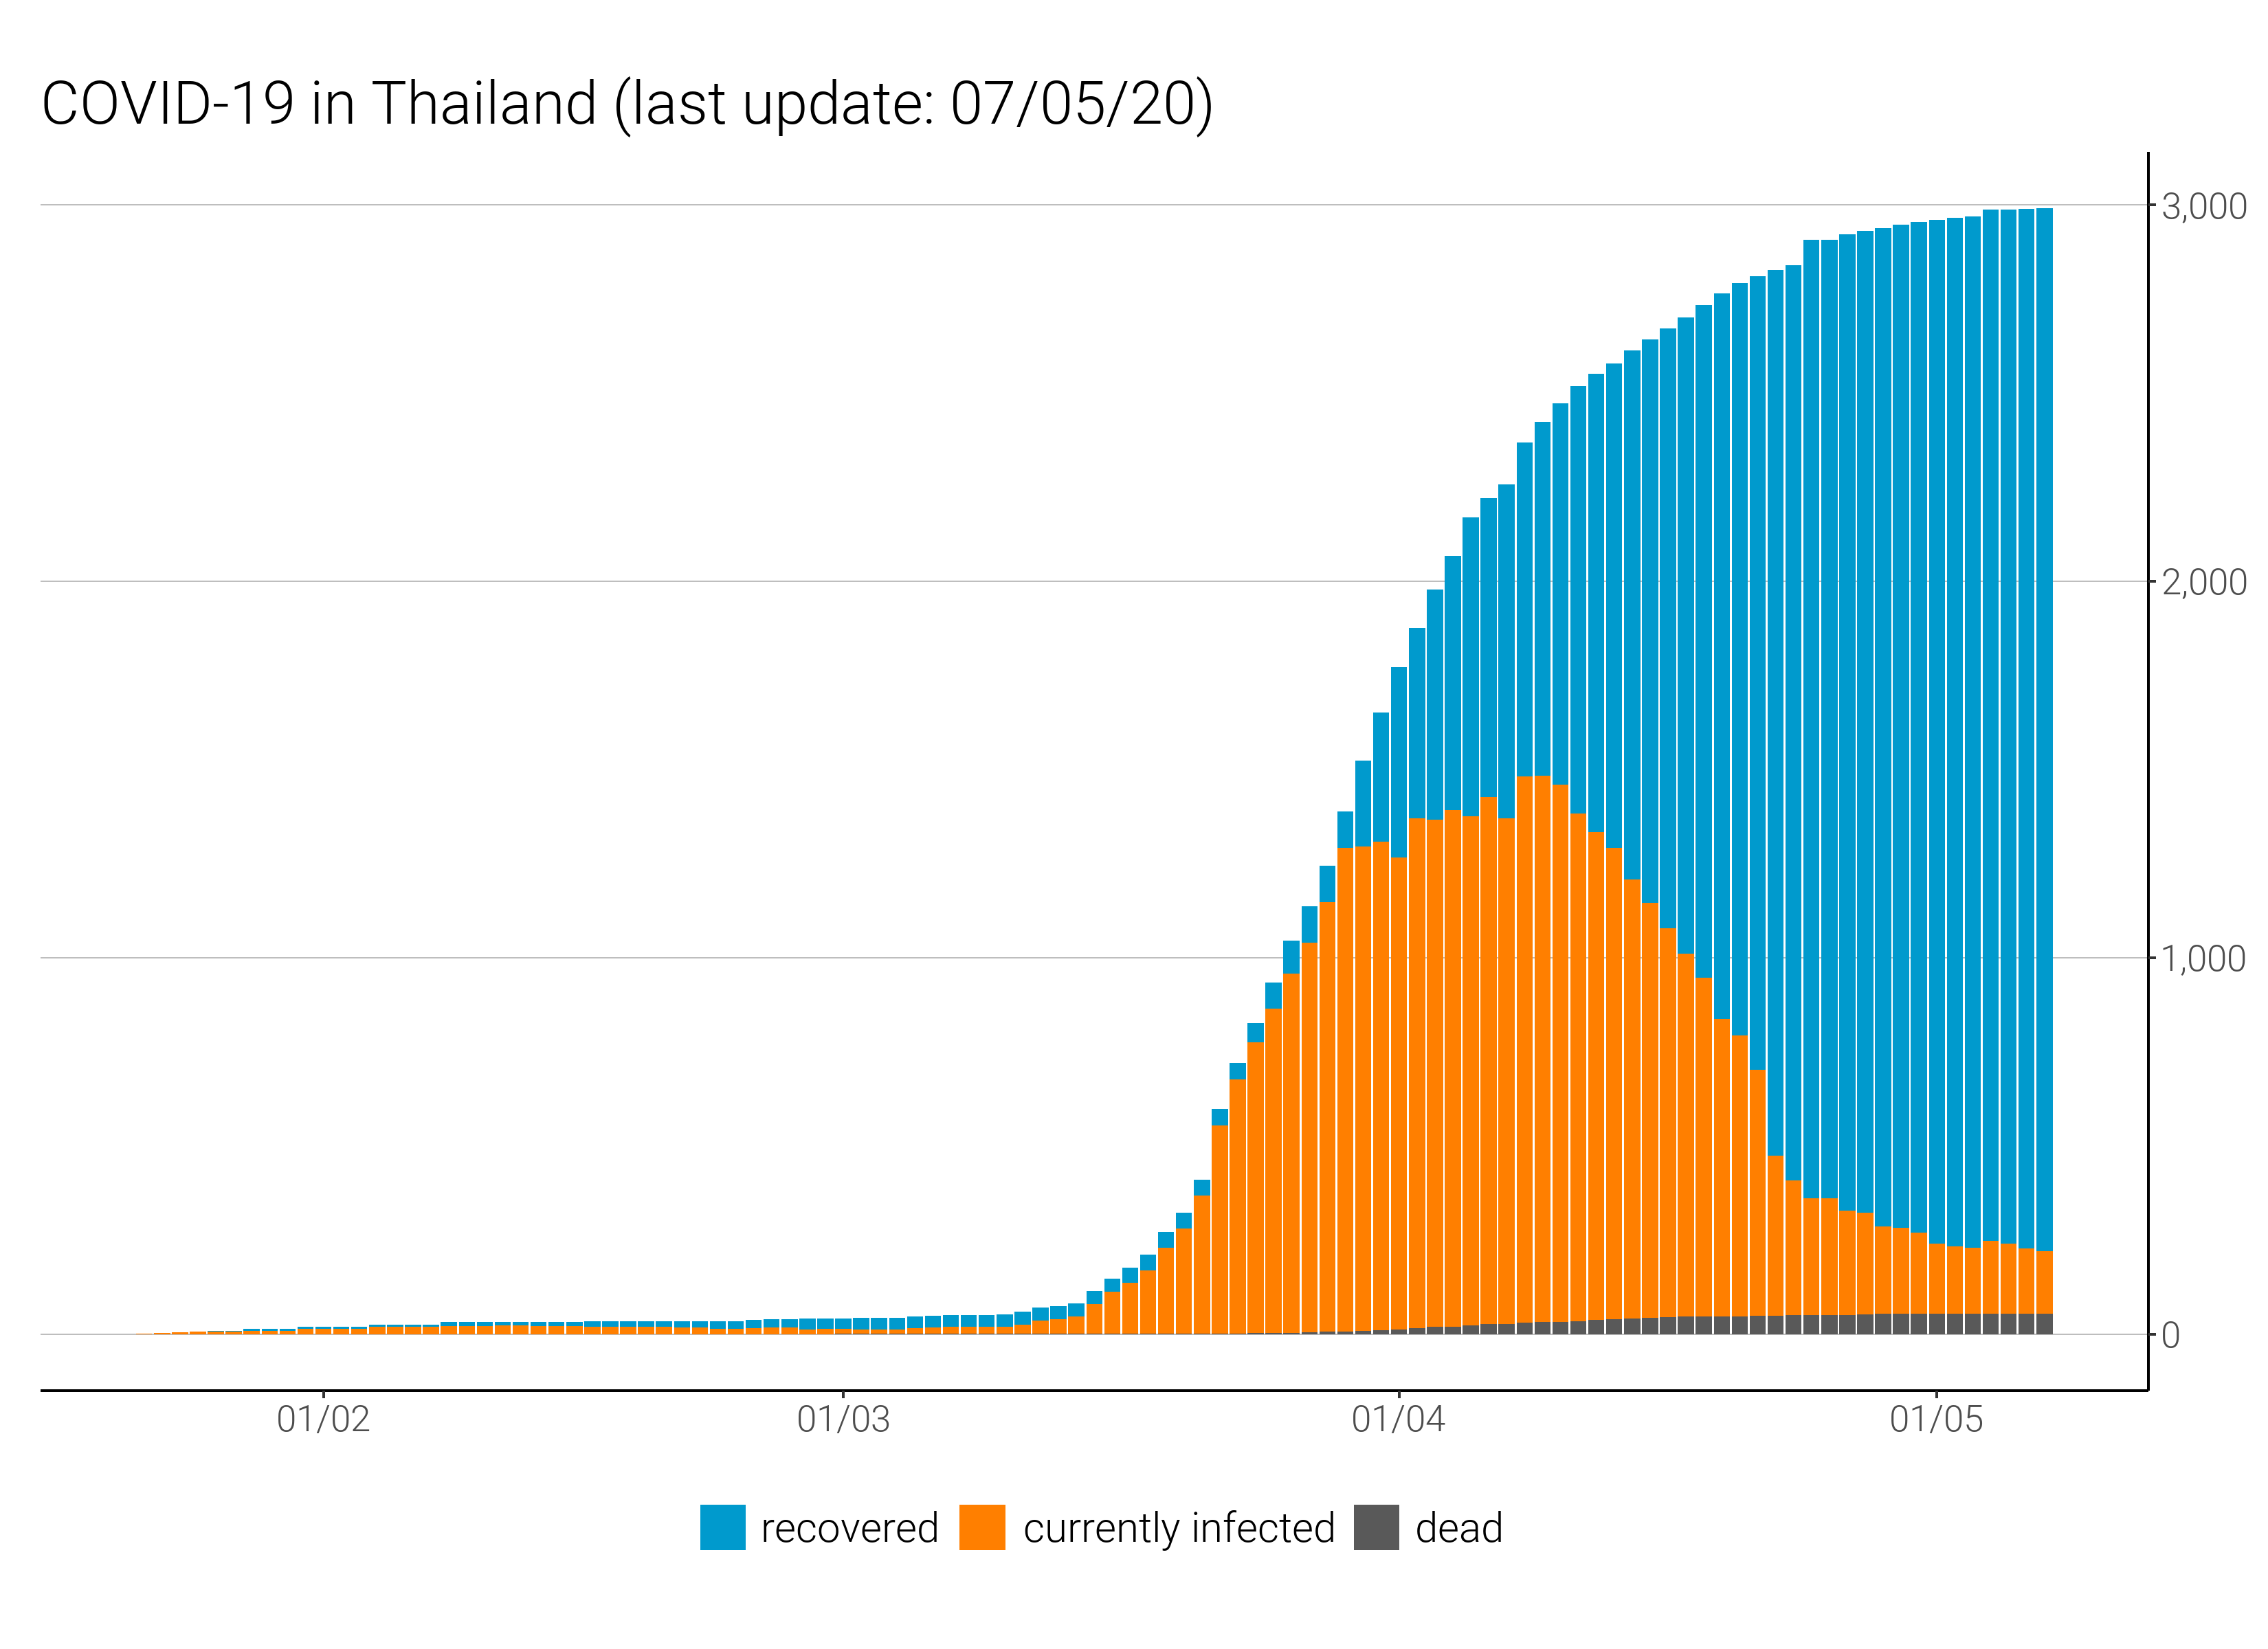 COVID-19 in Thailand (last update: 07/05/20)
3,000
2,000
1,000
0
01/02 01/03 01/04 01/05
recovered currently infected dead